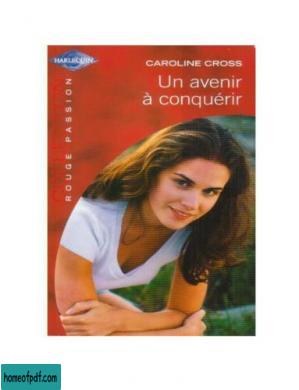 HARLEQUIN
ROUGE PASSION
CAROLINE CROSS
Un avenir
à conquérir
homeofpdf.com